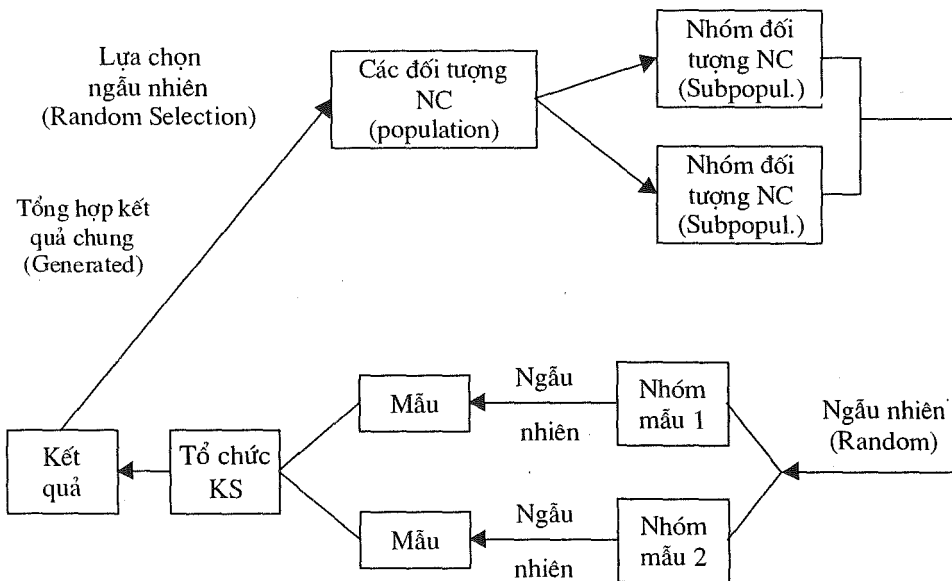 Lựa chọn
ngẫu nhiên
(Random Selection)
Các đối tượng
NC
(population)
Nhóm đối
tượng NC
(Subpopul.)
Nhóm đối
tượng NC
(Subpopul.)
Tổng hợp kết
quả chung
(Generated)
Kết
quả
Tổ chức
KS
Mẫu
Ngẫu
nhiên
Nhóm
mẫu 1
Mẫu
Ngẫu
nhiên
Nhóm
mẫu 2
Ngẫu nhiên
(Random)